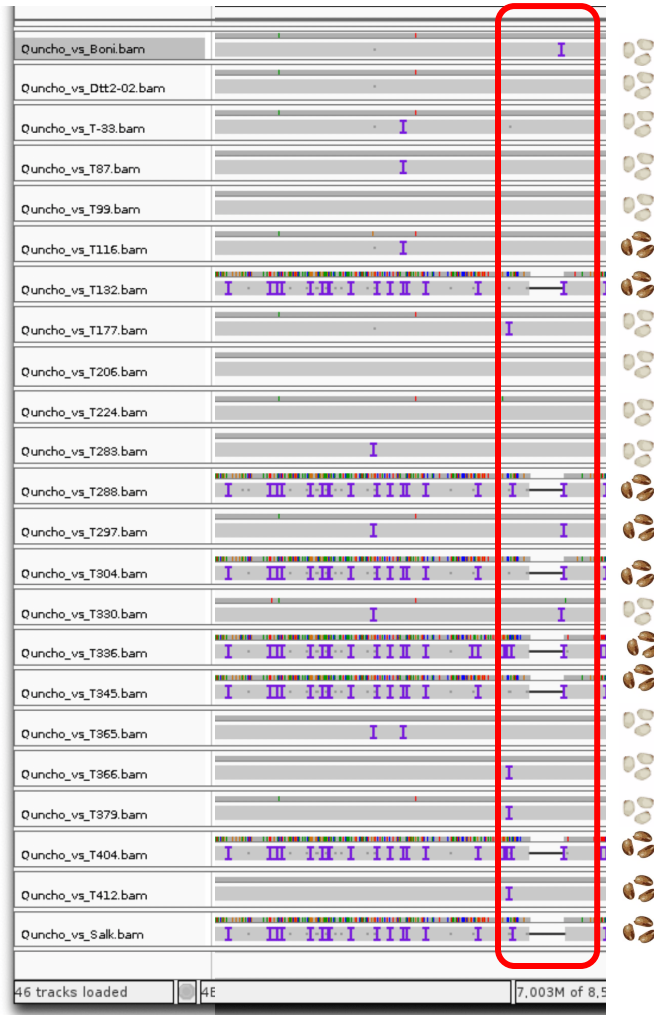 Quncho_vs_Boni.bam
Quncho_vs_Dtt2-02.bam
Quncho_vs_T-33.bam
Quncho_vs_T87.bam
Quncho_vs_T99.bam
Quncho_vs_T116.bam
Quncho_vs_T132.bam
Quncho_vs_T177.bam
Quncho_vs_T206.bam
Quncho_vs_T224.bam
Quncho_vs_T283.bam
Quncho_vs_T288.bam
Quncho_vs_T297.bam
Quncho_vs_T304.bam
Quncho_vs_T330.bam
Quncho_vs_T336.bam
Quncho_vs_T345.bam
Quncho_vs_T365.bam
Quncho_vs_T366.bam
Quncho_vs_T379.bam
Quncho_vs_T404.bam
Quncho_vs_T412.bam
Quncho_vs_Salk.bam
46 tracks loaded 7,003M of 8,5